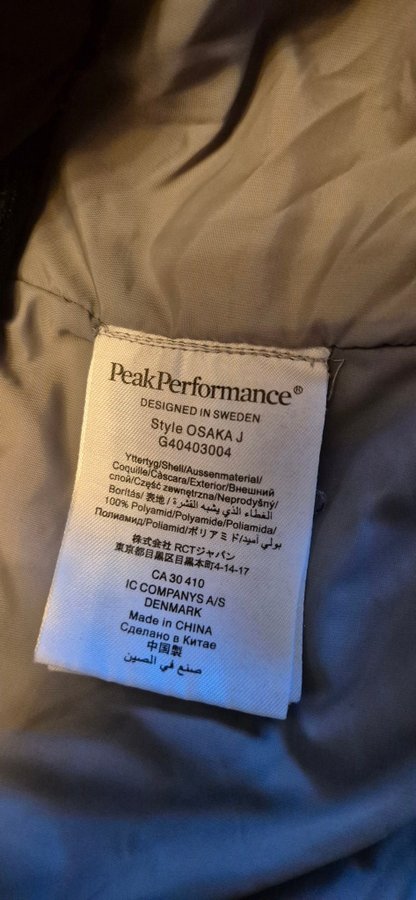 PeakPerformance®
DESIGNED IN SWEDEN
Style OSAKA J
G40403004
Yttertyg/Shell/Aussenmaterial/
Coquille/Càscara/Exterior/Внешний
слой/Część zewnętrzna/Neprodyšný/
Borítás/ 表地 / الغطاء الذي يشبه القشرة
100% Polyamid/Polyamide/Poliamida/
Полиамид/Poliamid/ポリアミド/بولي أميد
株式会社 RCTジャパン
東京都目黒区目黒本町4-14-17
CA 30 410
IC COMPANYS A/S
DENMARK
Made in CHINA
Сделано в Китае
中国製
صنع في الصين